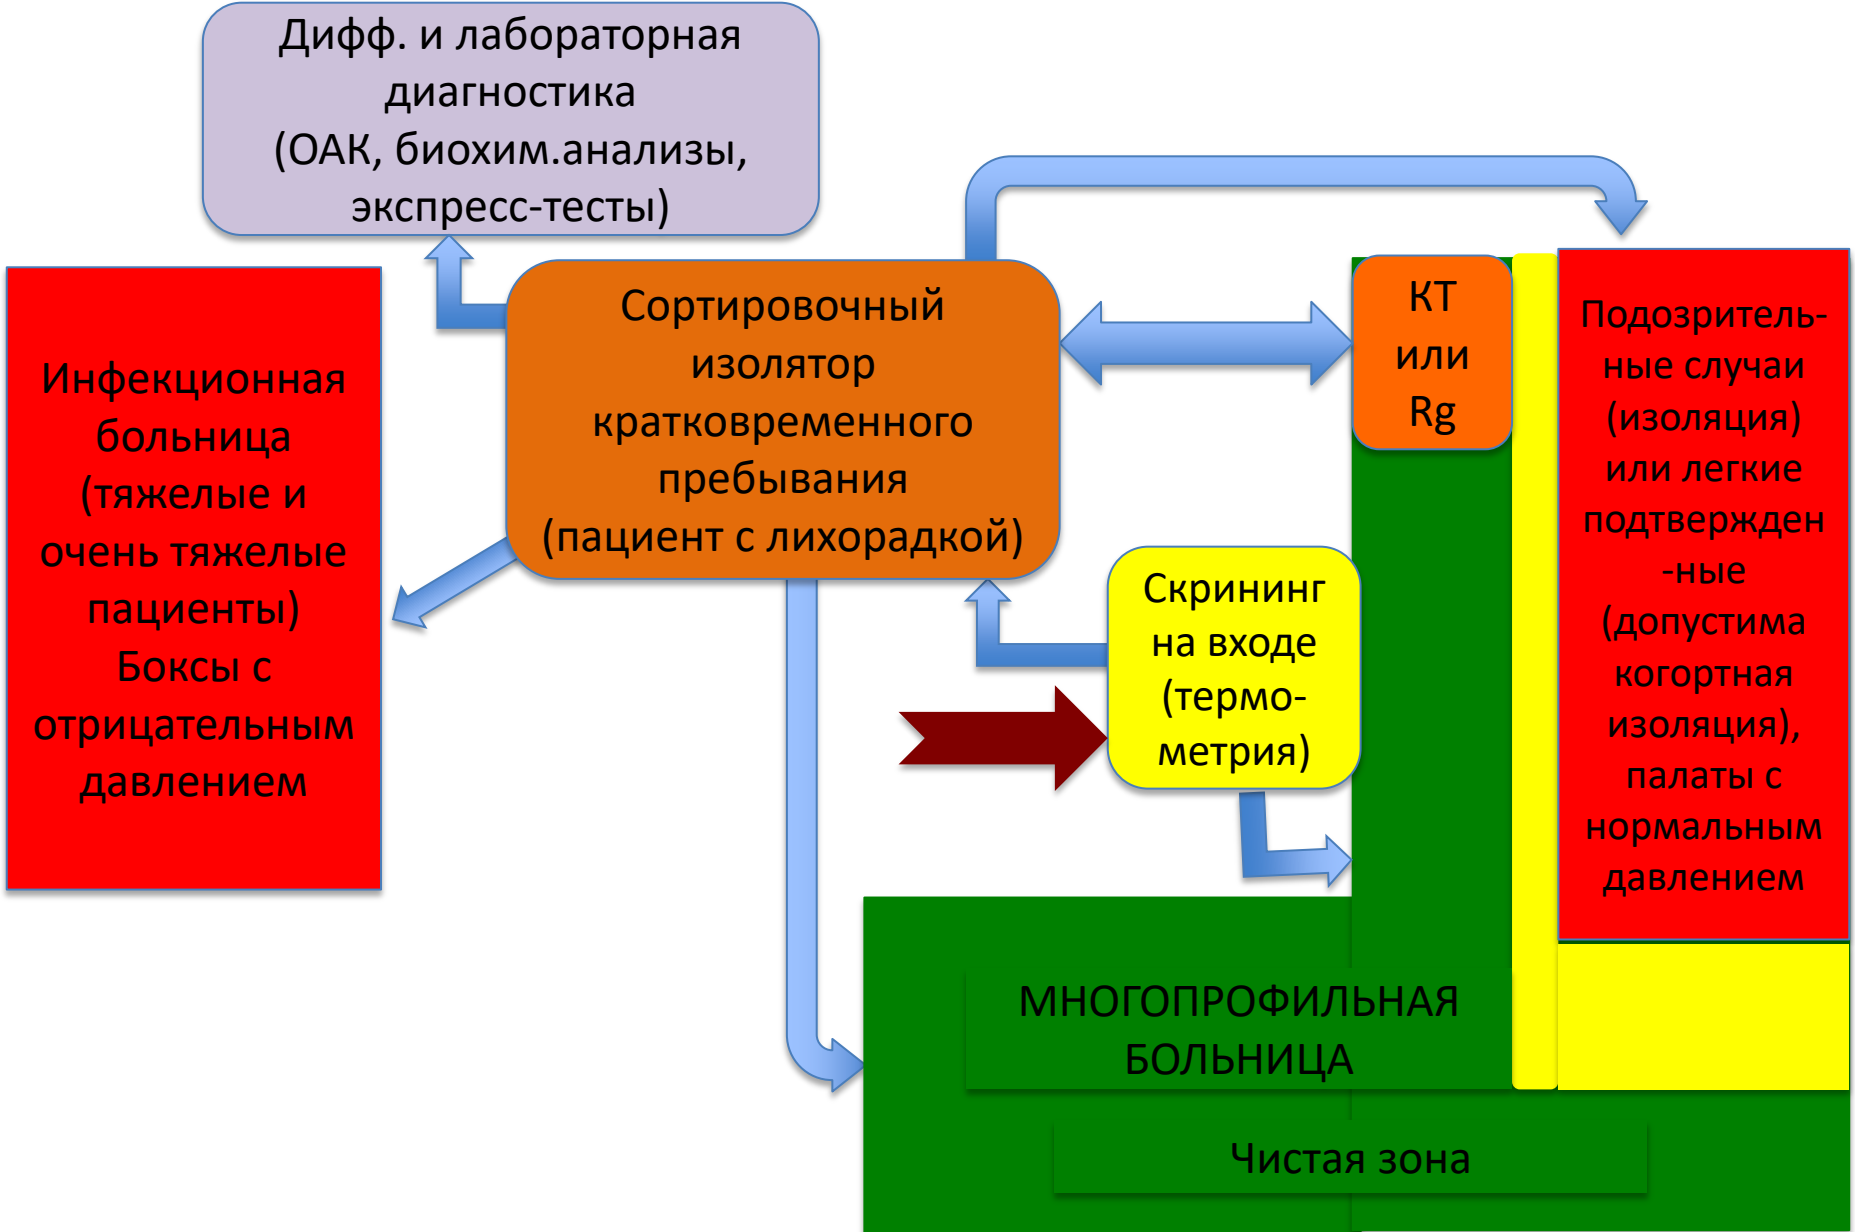 Дифф. и лабораторная
диагностика
(ОАК, биохим.анализы,
экспресс-тесты)
Инфекционная
больница
(тяжелые и
очень тяжелые
пациенты)
Боксы с
отрицательным
давлением
Сортировочный
изолятор
кратковременного
пребывания
(пациент с лихорадкой)
КТ
или
Rg
Подозритель-
ные случаи
(изоляция)
или легкие
подтвержден
-ные
(допустима
когортная
изоляция),
палаты с
нормальным
давлением
Скрининг
на входе
(термо-
метрия)
МНОГОПРОФИЛЬНАЯ
БОЛЬНИЦА
Чистая зона